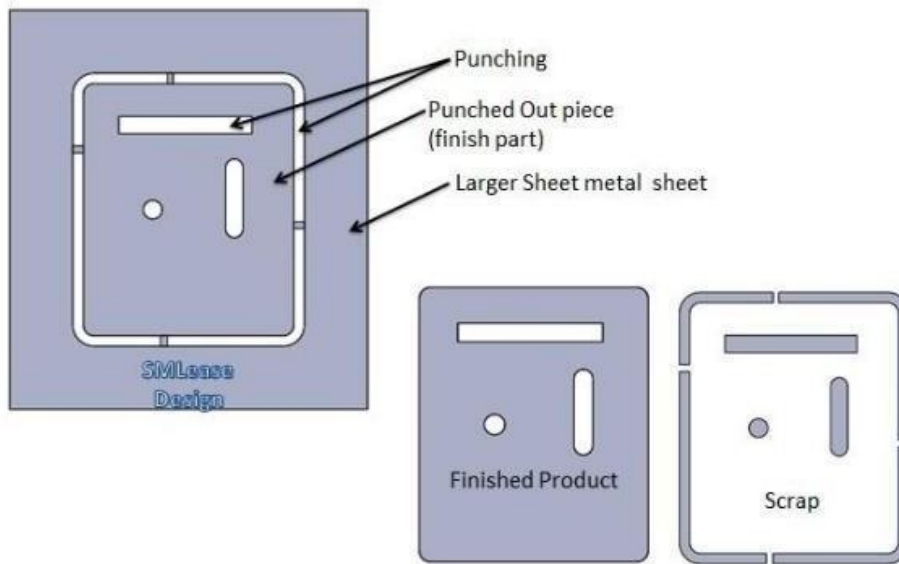 Punching
Punched Out piece
(finish part)
Larger Sheet metal sheet
SMLease
Design
Finished Product
Scrap